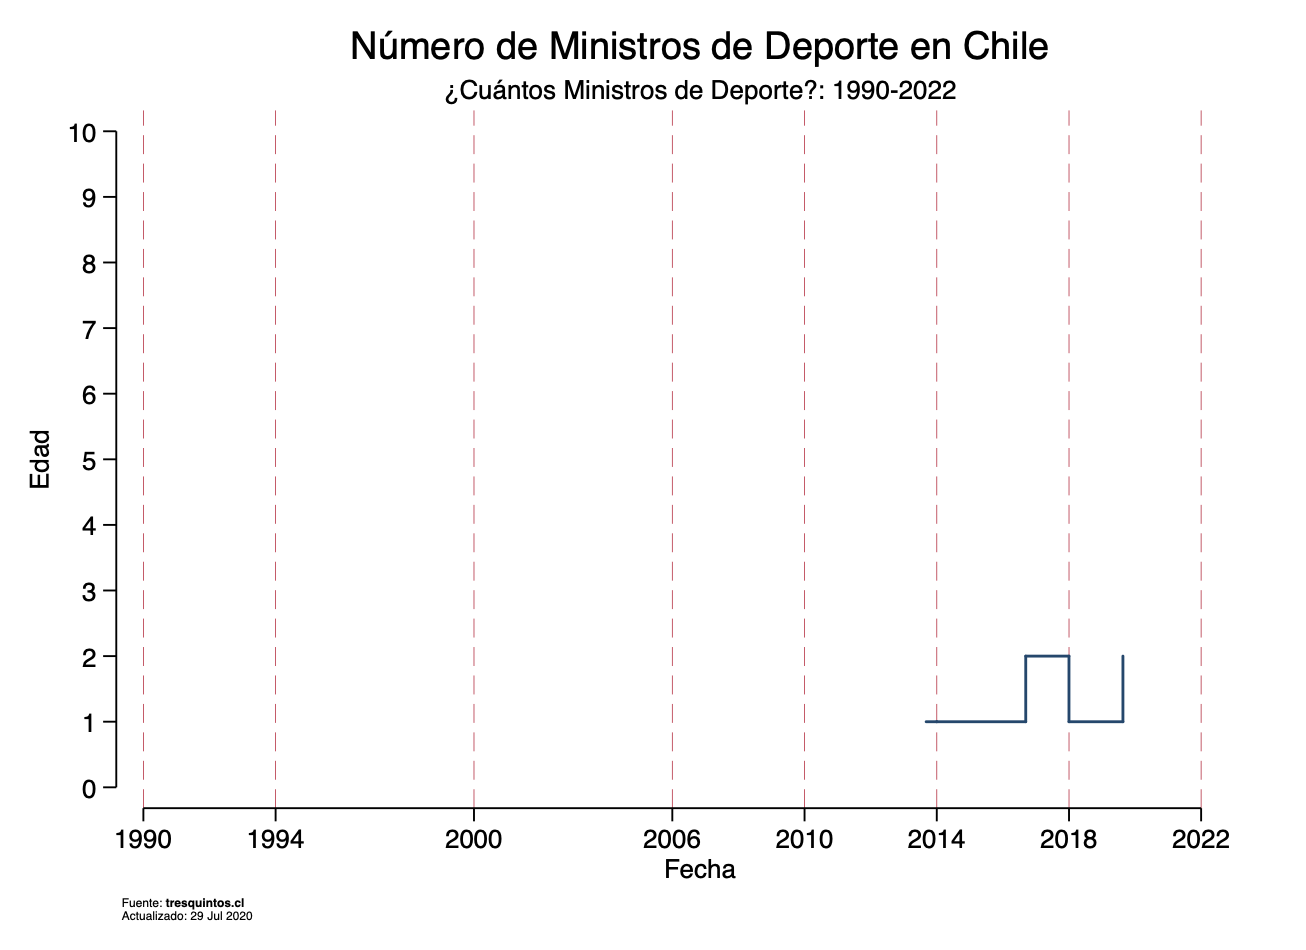 Número de Ministros de Deporte en Chile
¿Cuántos Ministros de Deporte?: 1990-2022
10
9
8
7
6
5
4
3
2
1
0
Edad
1990 1994 2000 2006 2010 2014 2018 2022
Fecha
Fuente: tresquintos.cl
Actualizado: 29 Jul 2020